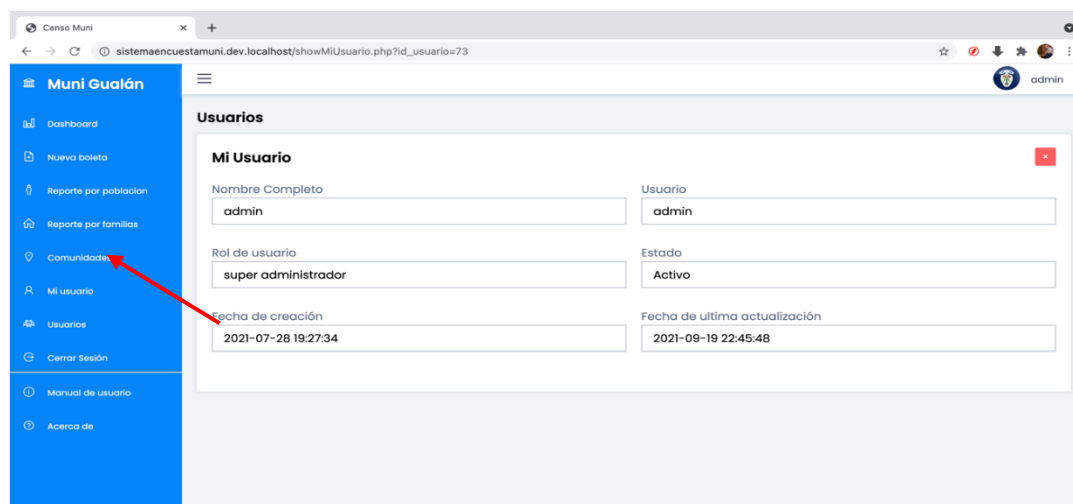 Censo Muni
sistemaencuestamuni.dev.localhost/showMiUsuario.php?id_usuario=73
Muni Gualán
admin
Dashboard
Nueva boleta
Reporte por poblacion
Reporte por familias
Comunidades
Mi usuario
Usuarios
Cerrar Sesión
Manual de usuario
Acerca de
Usuarios
Mi Usuario
Nombre Completo
admin
Usuario
admin
Rol de usuario
super administrador
Estado
Activo
Fecha de creación
2021-07-28 19:27:34
Fecha de ultima actualización
2021-09-19 22:45:48